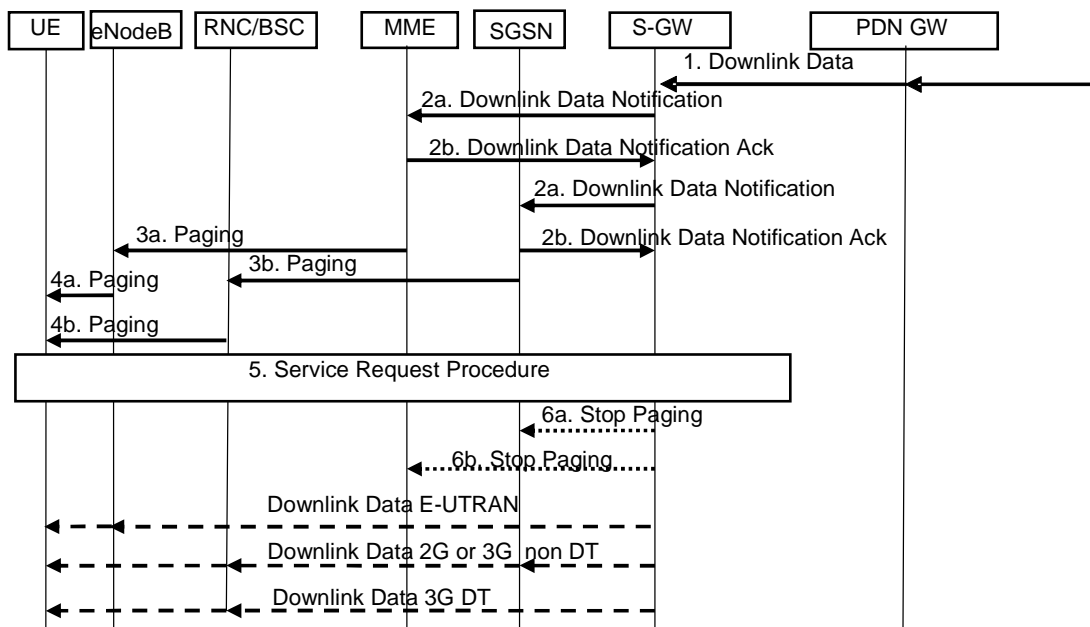 UE
eNodeB
RNC/BSC
MME
SGSN
S-GW
PDN GW
1. Downlink Data
2a. Downlink Data Notification
2b. Downlink Data Notification Ack
2a. Downlink Data Notification
3a. Paging
2b. Downlink Data Notification Ack
3b. Paging
4a. Paging
4b. Paging
5. Service Request Procedure
6a. Stop Paging
6b. Stop Paging
Downlink Data E-UTRAN
Downlink Data 2G or 3G non DT
Downlink Data 3G DT